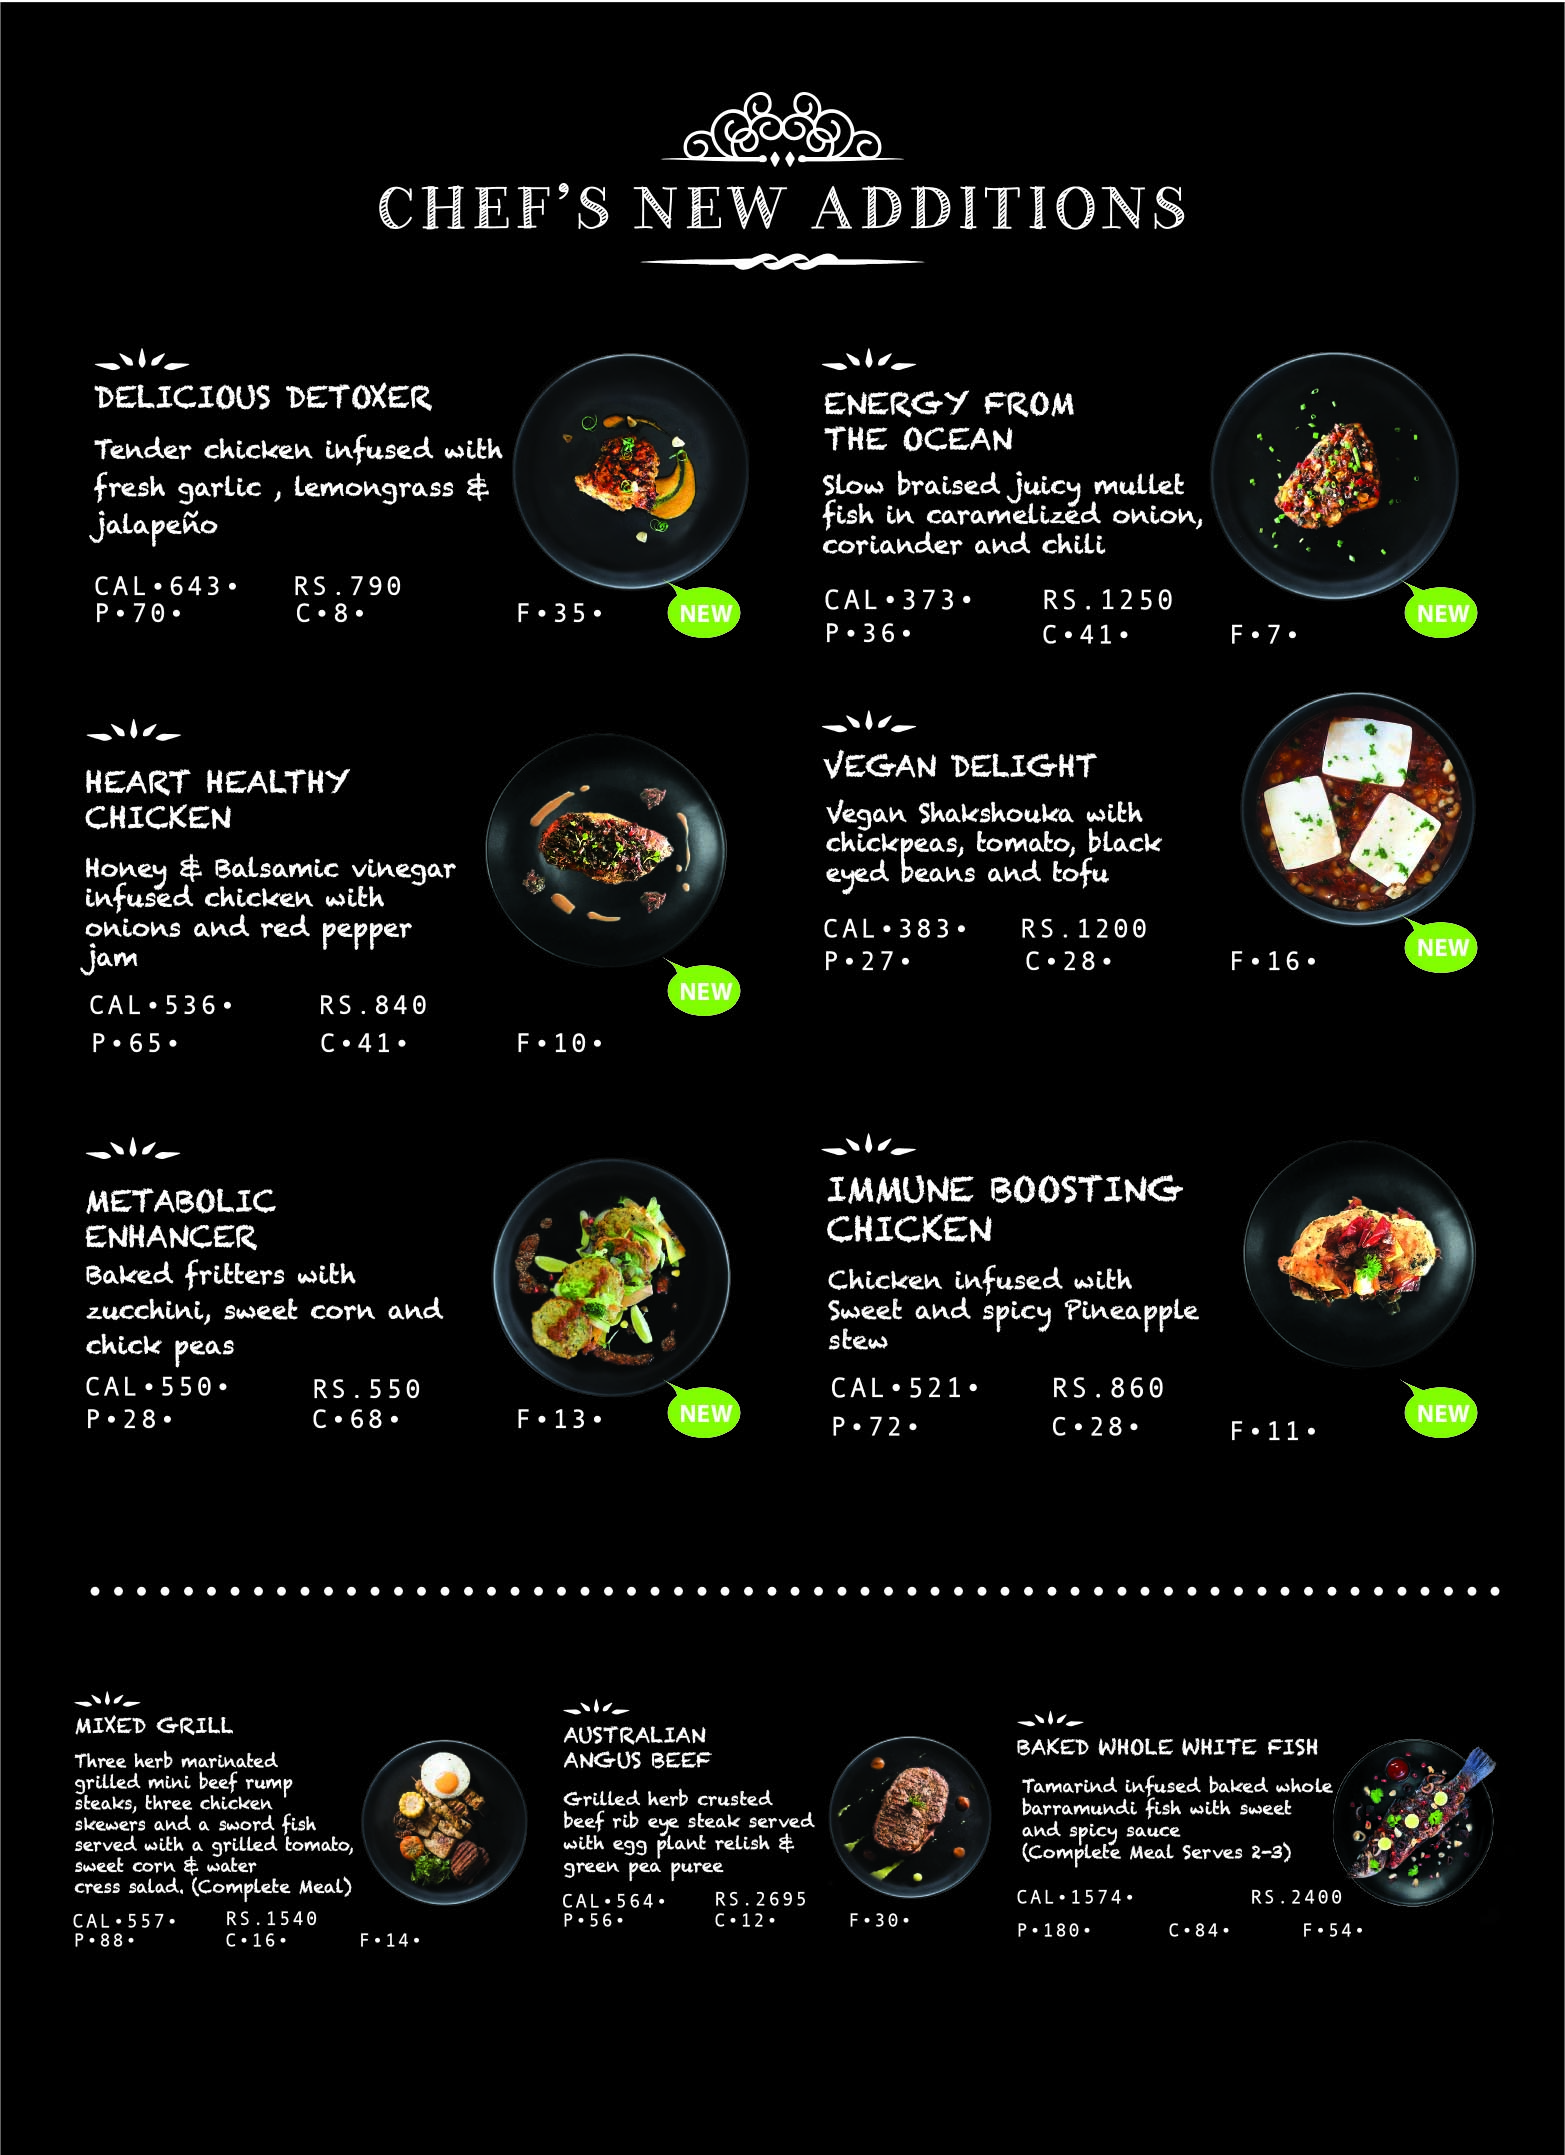 CHEF'S NEW ADDITIONS
DELICIOUS DETOXER
Tender chicken infused with
fresh garlic , lemongrass &
jalapeño
CAL•643• RS.790
P•70• C•8• F•35•
NEW
ENERGY FROM
THE OCEAN
Slow braised juicy mullet
fish in caramelized onion,
coriander and chili
CAL•373• RS.1250
P•36• C•41• F•7•
NEW
HEART HEALTHY
CHICKEN
Honey & Balsamic vinegar
infused chicken with
onions and red pepper
jam
CAL•536• RS.840
P•65• C•41• F•10•
NEW
VEGAN DELIGHT
Vegan Shakshouka with
chickpeas, tomato, black
eyed beans and tofu
CAL•383• RS.1200
P•27• C•28• F•16•
NEW
METABOLIC
ENHANCER
Baked fritters with
zucchini, sweet corn and
chick peas
CAL•550• RS.550
P•28• C•68• F•13•
NEW
IMMUNE BOOSTING
CHICKEN
Chicken infused with
Sweet and spicy Pineapple
stew
CAL•521• RS.860
P•72• C•28• F•11•
NEW
MIXED GRILL
Three herb marinated
grilled mini beef rump
steaks, three chicken
skewers and a sword fish
served with a grilled tomato,
sweet corn & water
cress salad. (Complete Meal)
CAL•557• RS.1540
P•88• C•16• F•14•
AUSTRALIAN
ANGUS BEEF
Grilled herb crusted
beef rib eye steak served
with egg plant relish &
green pea puree
CAL•564• RS.2695
P•56• C•12• F•30•
BAKED WHOLE WHITE FISH
Tamarind infused baked whole
barramundi fish with sweet
and spicy sauce
(Complete Meal Serves 2-3)
CAL•1574• RS.2400
P•180• C•84• F•54•